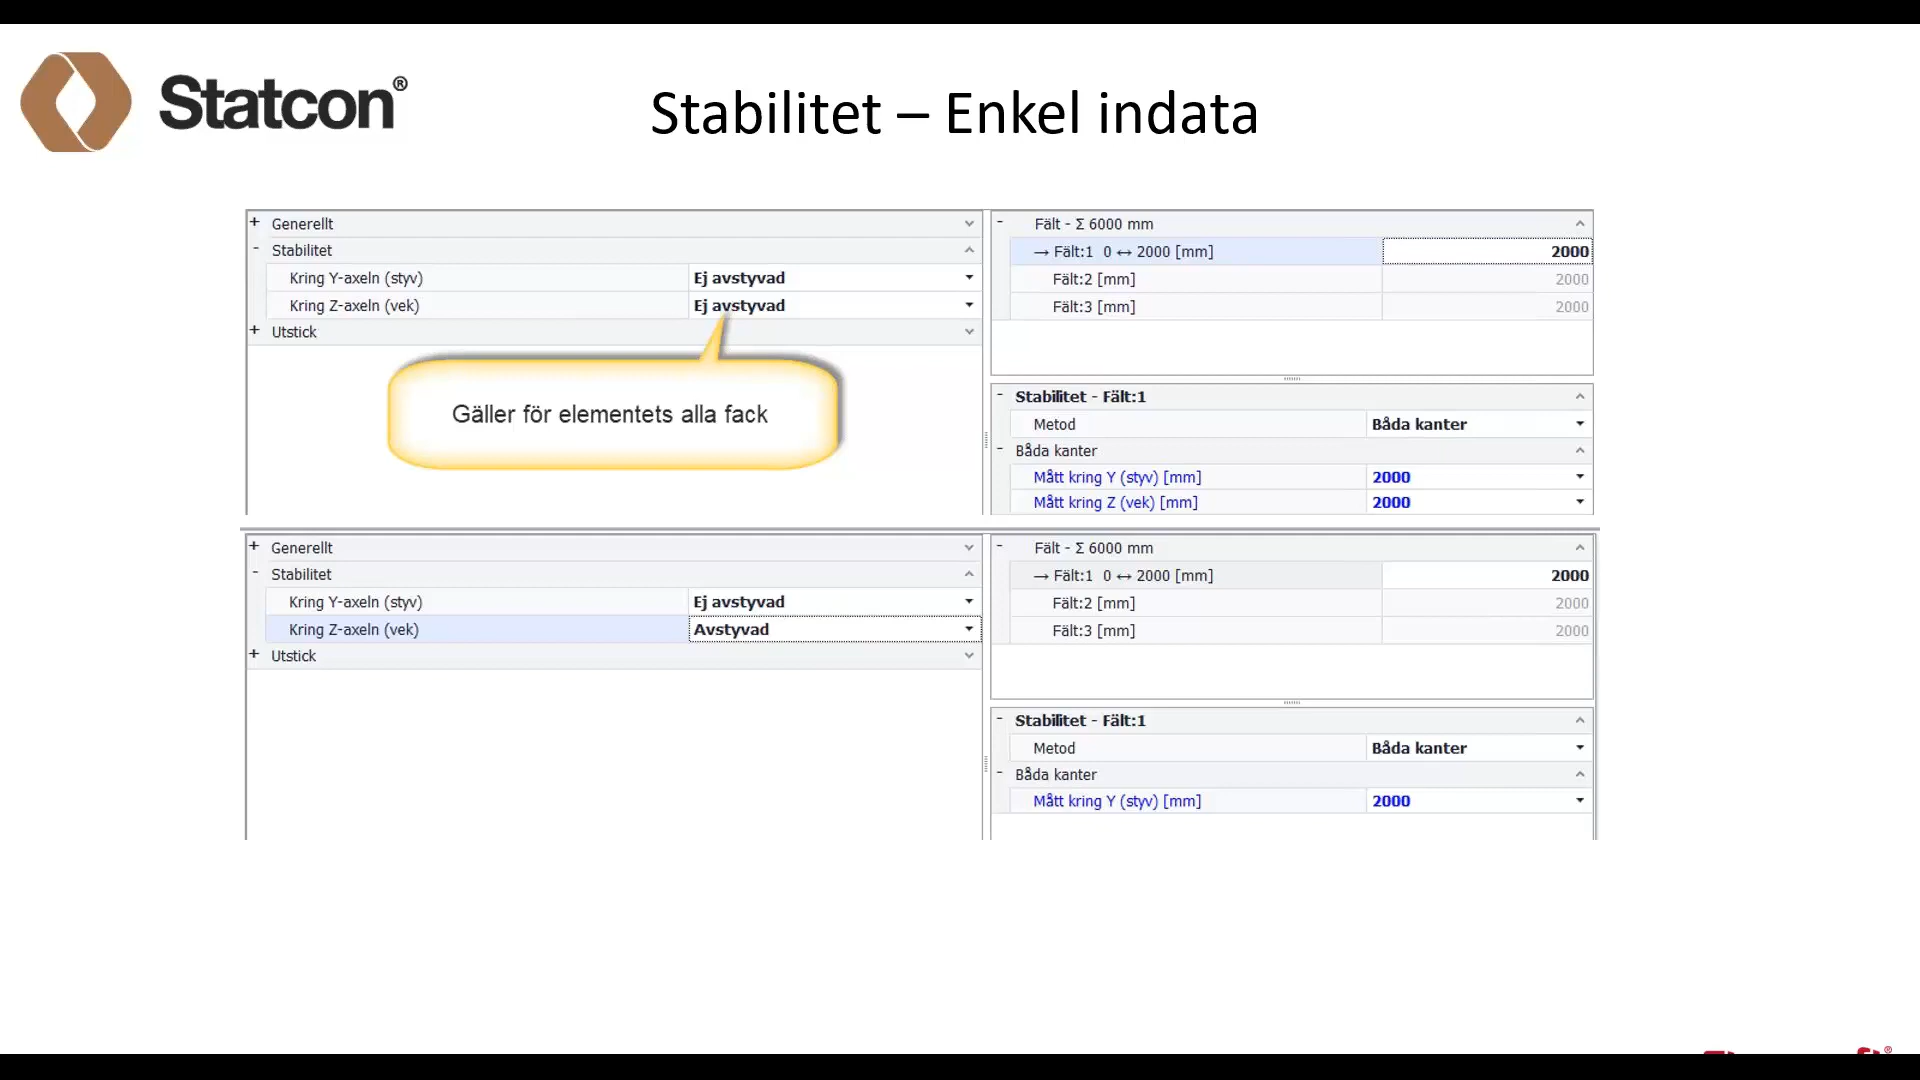 Statcon®
Stabilitet – Enkel indata
+ Generellt
- Stabilitet
Kring Y-axeln (styv) Ej avstyvad
Kring Z-axeln (vek) Ej avstyvad
+ Utstick
Gäller för elementets alla fack
- Fält - Σ 6000 mm
→ Fält:1 0 ↔ 2000 [mm] 2000
Fält:2 [mm] 2000
Fält:3 [mm] 2000
- Stabilitet - Fält:1
Metod Båda kanter
- Båda kanter
Mått kring Y (styv) [mm] 2000
Mått kring Z (vek) [mm] 2000
+ Generellt
- Stabilitet
Kring Y-axeln (styv) Ej avstyvad
Kring Z-axeln (vek) Avstyvad
+ Utstick
- Fält - Σ 6000 mm
→ Fält:1 0 ↔ 2000 [mm] 2000
Fält:2 [mm] 2000
Fält:3 [mm] 2000
- Stabilitet - Fält:1
Metod Båda kanter
- Båda kanter
Mått kring Y (styv) [mm] 2000